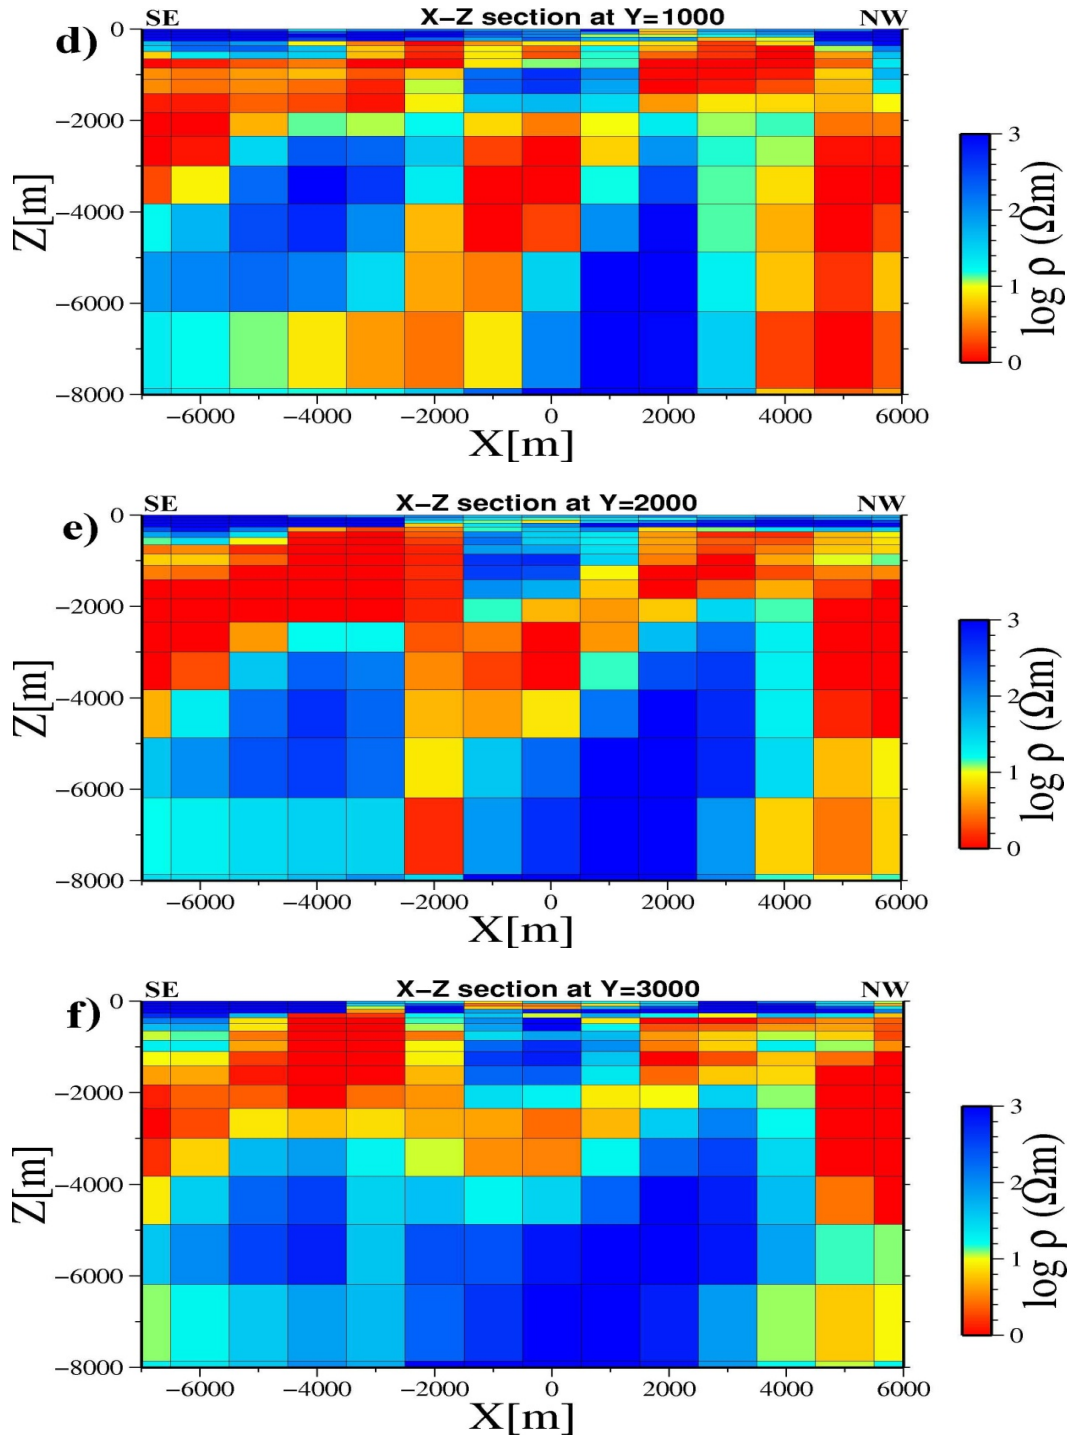 SE X−Z section at Y=1000 NW
d)
0
−2000
−4000
−6000
−8000
Z[m]
−6000 −4000 −2000 0 2000 4000 6000
X[m]
3
2
1
0
log ρ (Ωm)
SE X−Z section at Y=2000 NW
e)
0
−2000
−4000
−6000
−8000
Z[m]
−6000 −4000 −2000 0 2000 4000 6000
X[m]
3
2
1
0
log ρ (Ωm)
SE X−Z section at Y=3000 NW
f)
0
−2000
−4000
−6000
−8000
Z[m]
−6000 −4000 −2000 0 2000 4000 6000
X[m]
3
2
1
0
log ρ (Ωm)